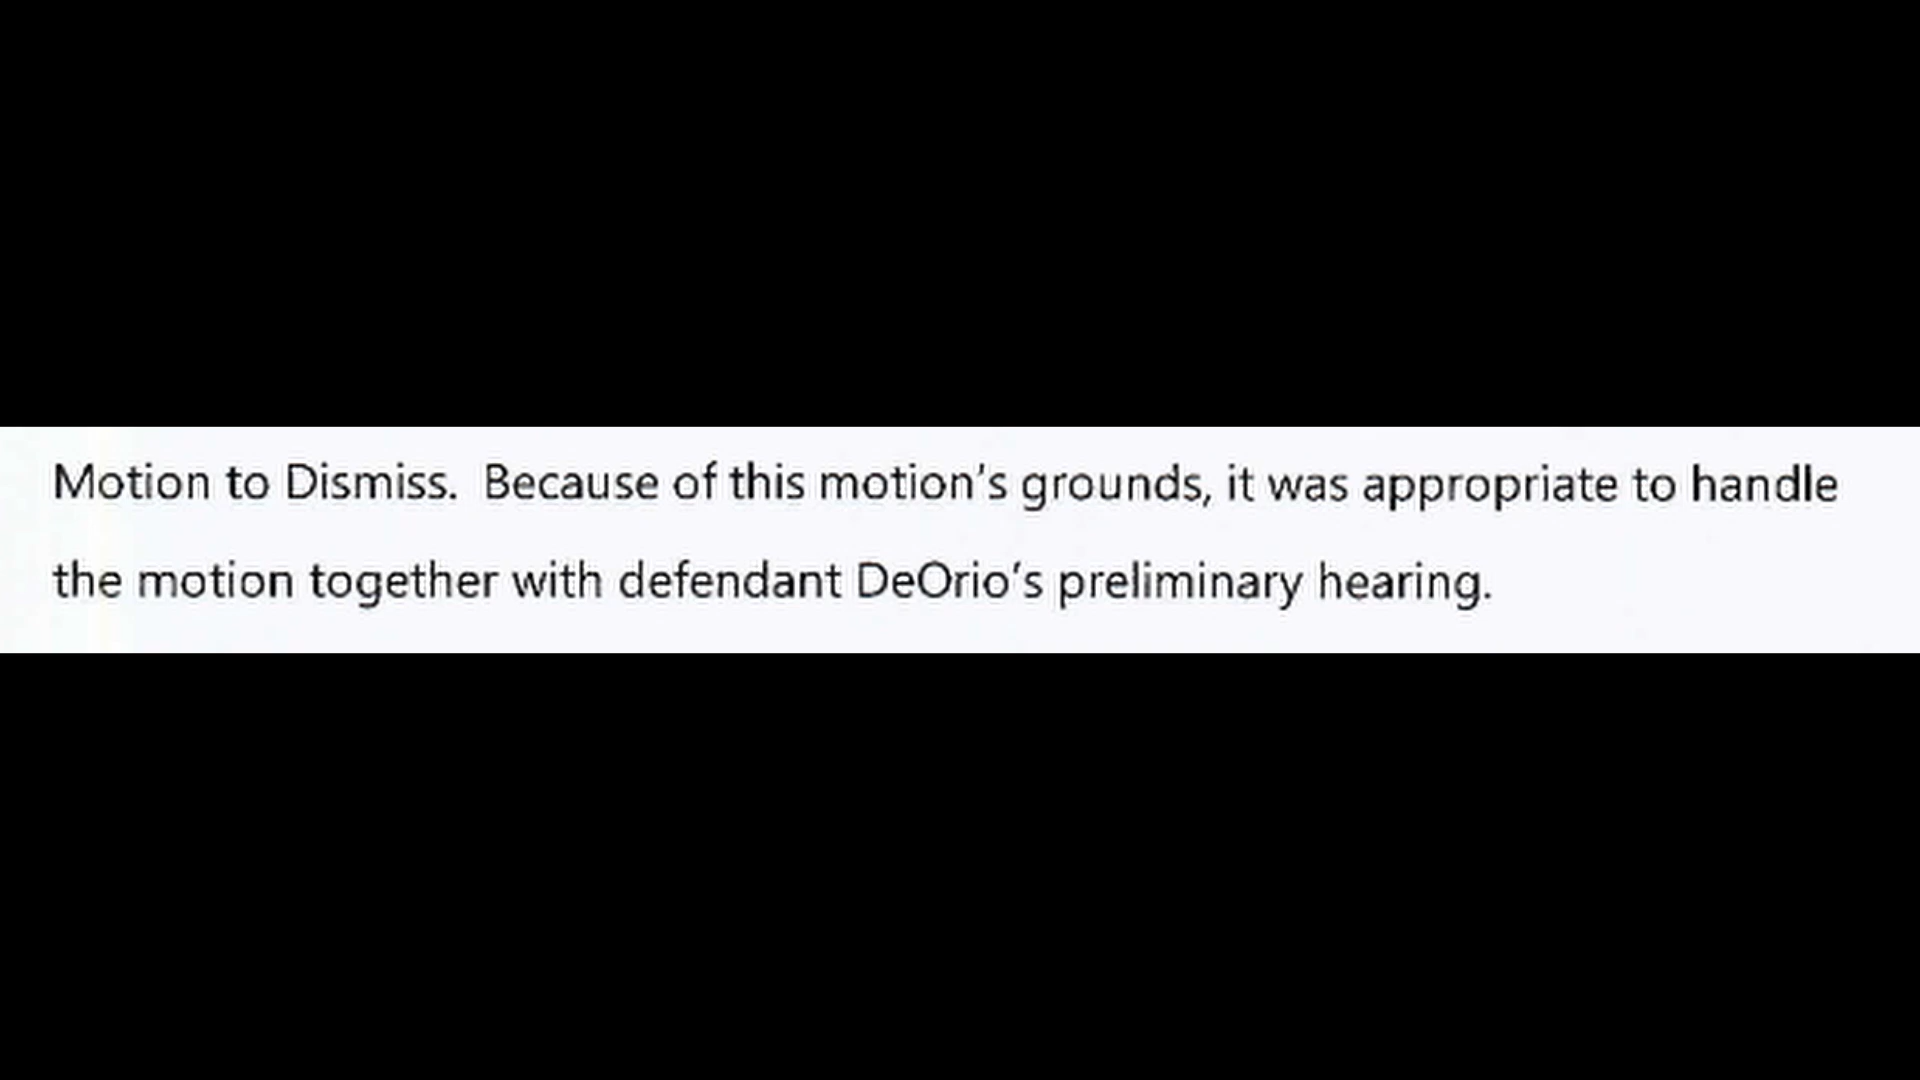 Motion to Dismiss.  Because of this motion’s grounds, it was appropriate to handle
the motion together with defendant DeOrio’s preliminary hearing.